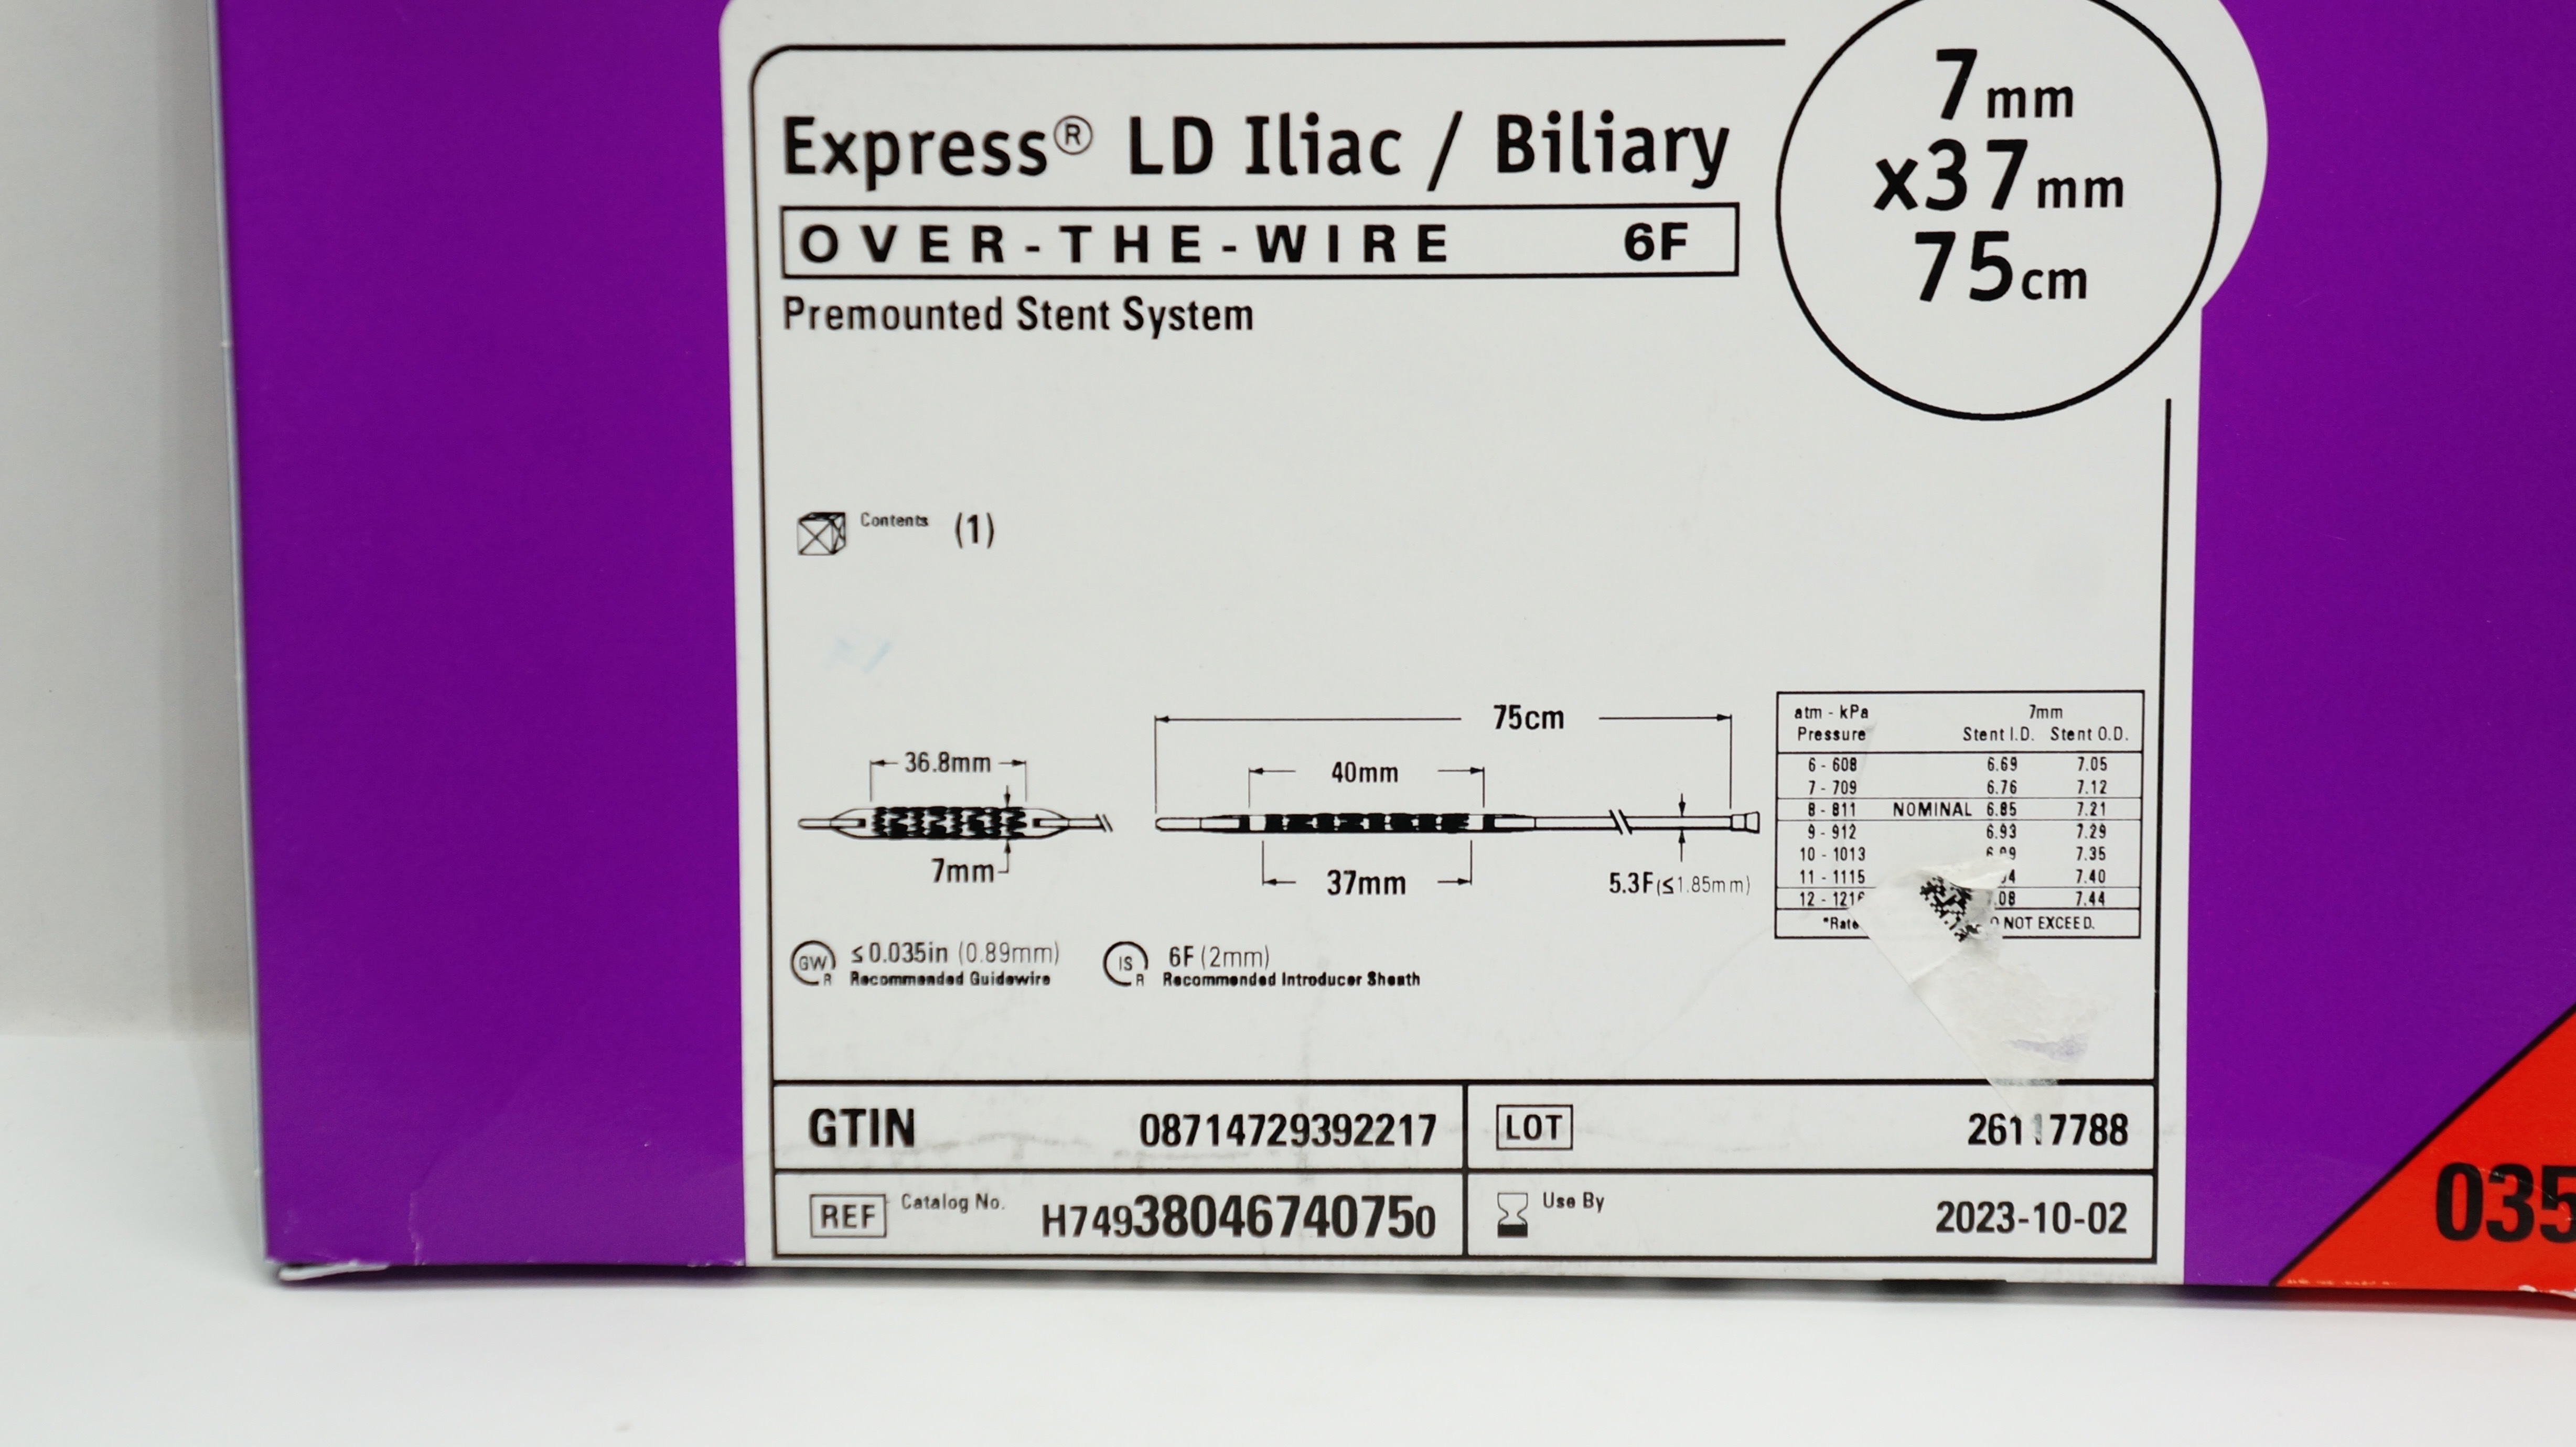 7mm
x37mm
75cm
Express® LD Iliac / Biliary
OVER-THE-WIRE 6F
Premounted Stent System
Contents (1)
75cm
36.8mm
40mm
7mm
37mm
5.3F(≤1.85mm)
atm - kPa 7mm
Pressure Stent I.D. Stent O.D.
6 - 608 6.69 7.05
7 - 709 6.76 7.12
8 - 811 NOMINAL 6.85 7.21
9 - 912 6.93 7.29
10 - 1013 7.35
11 - 1115 7.40
12 - 7.44
NOT EXCEED.
GW R ≤0.035in (0.89mm)
Recommended Guidewire
IS R 6F (2mm)
Recommended Introducer Sheath
GTIN 08714729392217
LOT 26117788
REF Catalog No. H74938046740750
Use By 2023-10-02
035